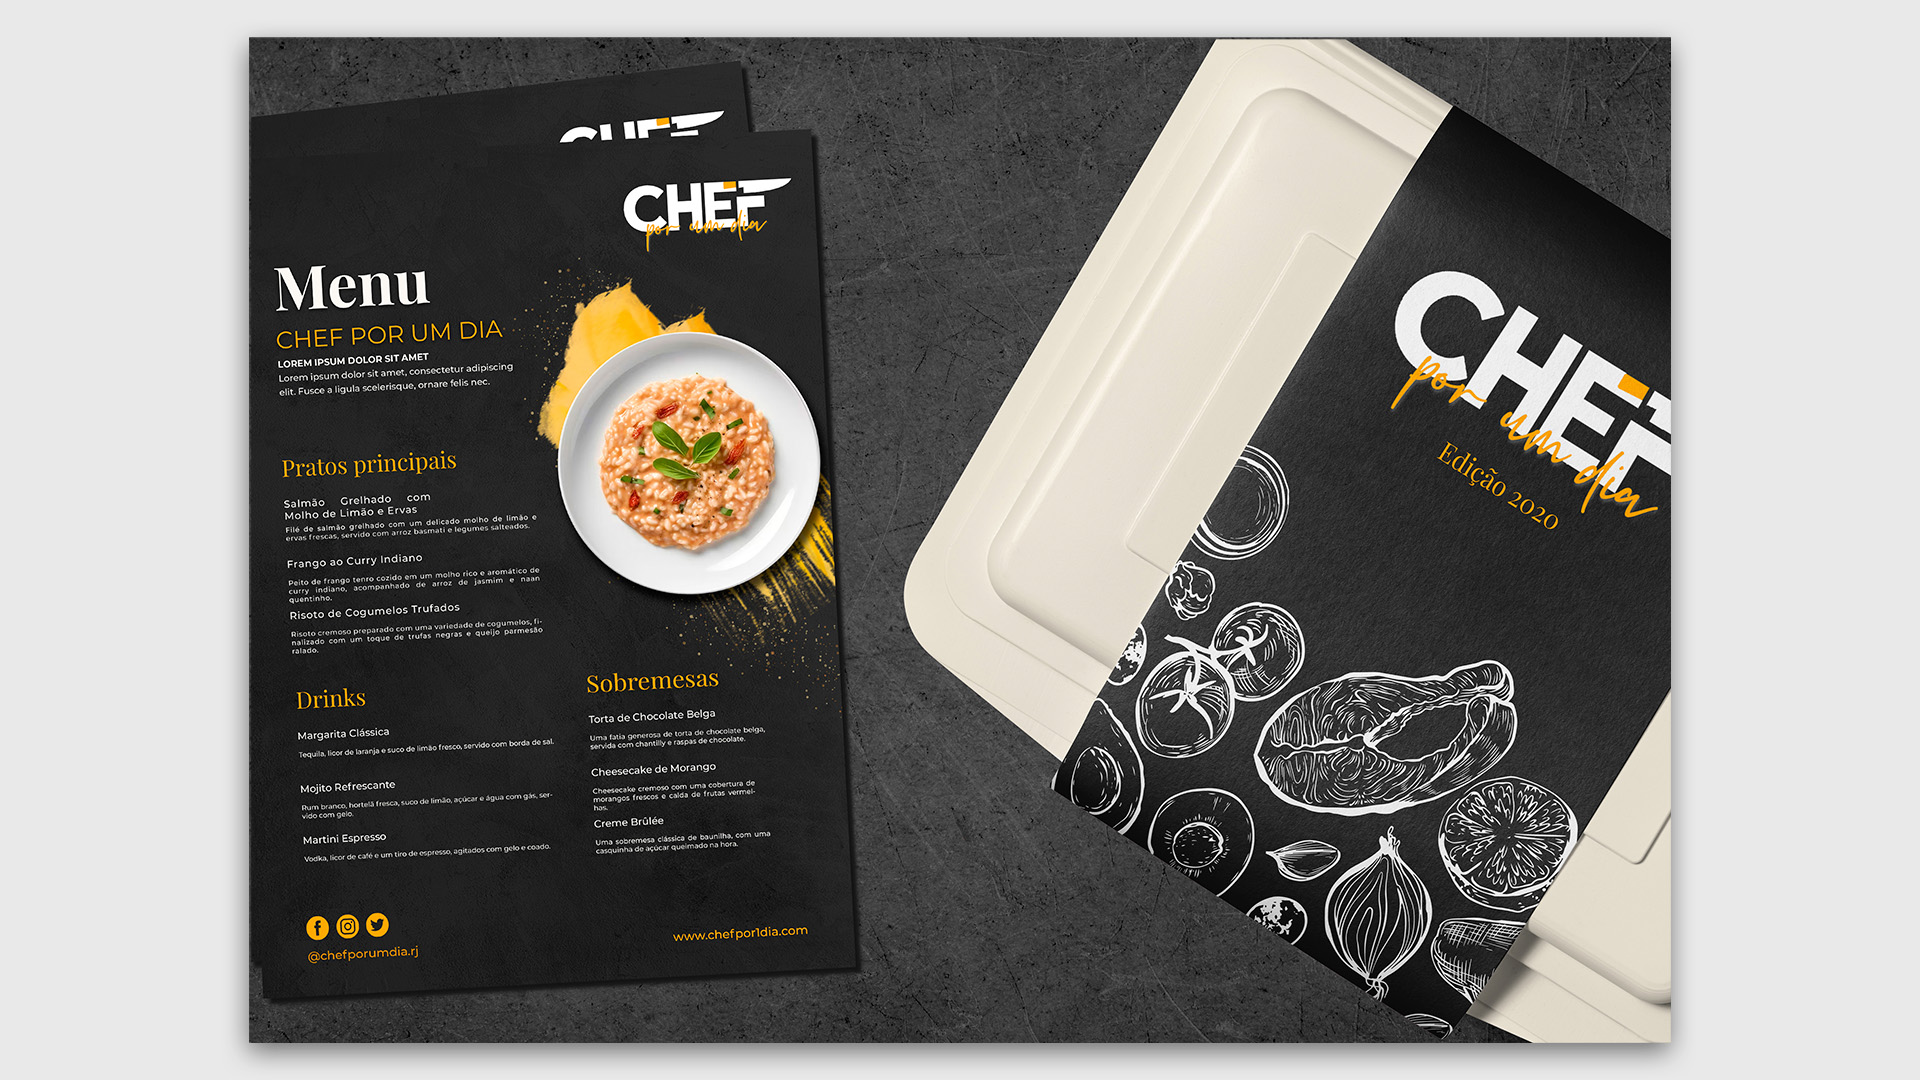 CHEF
CHEF
por um dia
Menu
CHEF POR UM DIA
LOREM IPSUM DOLOR SIT AMET
Lorem ipsum dolor sit amet, consectetur adipiscing
elit. Fusce a ligula scelerisque, ornare felis nec.
Pratos principais
Salmão Grelhado com
Molho de Limão e Ervas
Filé de salmão grelhado com um delicado molho de limão e
ervas frescas, servido com arroz basmati e legumes salteados.
Frango ao Curry Indiano
Peito de frango tenro cozido em um molho rico e aromático de
curry indiano, acompanhado de arroz de jasmim e naan
quentinho.
Risoto de Cogumelos Trufados
Risoto cremoso preparado com uma variedade de cogumelos, fi-
nalizado com um toque de trufas negras e queijo parmesão
ralado.
Drinks
Margarita Clássica
Tequila, licor de laranja e suco de limão fresco, servido com borda de sal.
Mojito Refrescante
Rum branco, hortelã fresca, suco de limão, açúcar e água com gás, ser-
vido com gelo.
Martini Espresso
Vodka, licor de café e um tiro de espresso, agitados com gelo e coado.
Sobremesas
Torta de Chocolate Belga
Uma fatia generosa de torta de chocolate belga,
servida com chantilly e raspas de chocolate.
Cheesecake de Morango
Cheesecake cremoso com uma cobertura de
morangos frescos e calda de frutas vermel-
has.
Creme Brûlée
Uma sobremesa clássica de baunilha, com uma
casquinha de açúcar queimado na hora.
@chefporumdia.rj
www.chefpor1dia.com
CHEF
por um dia
Edição 2020